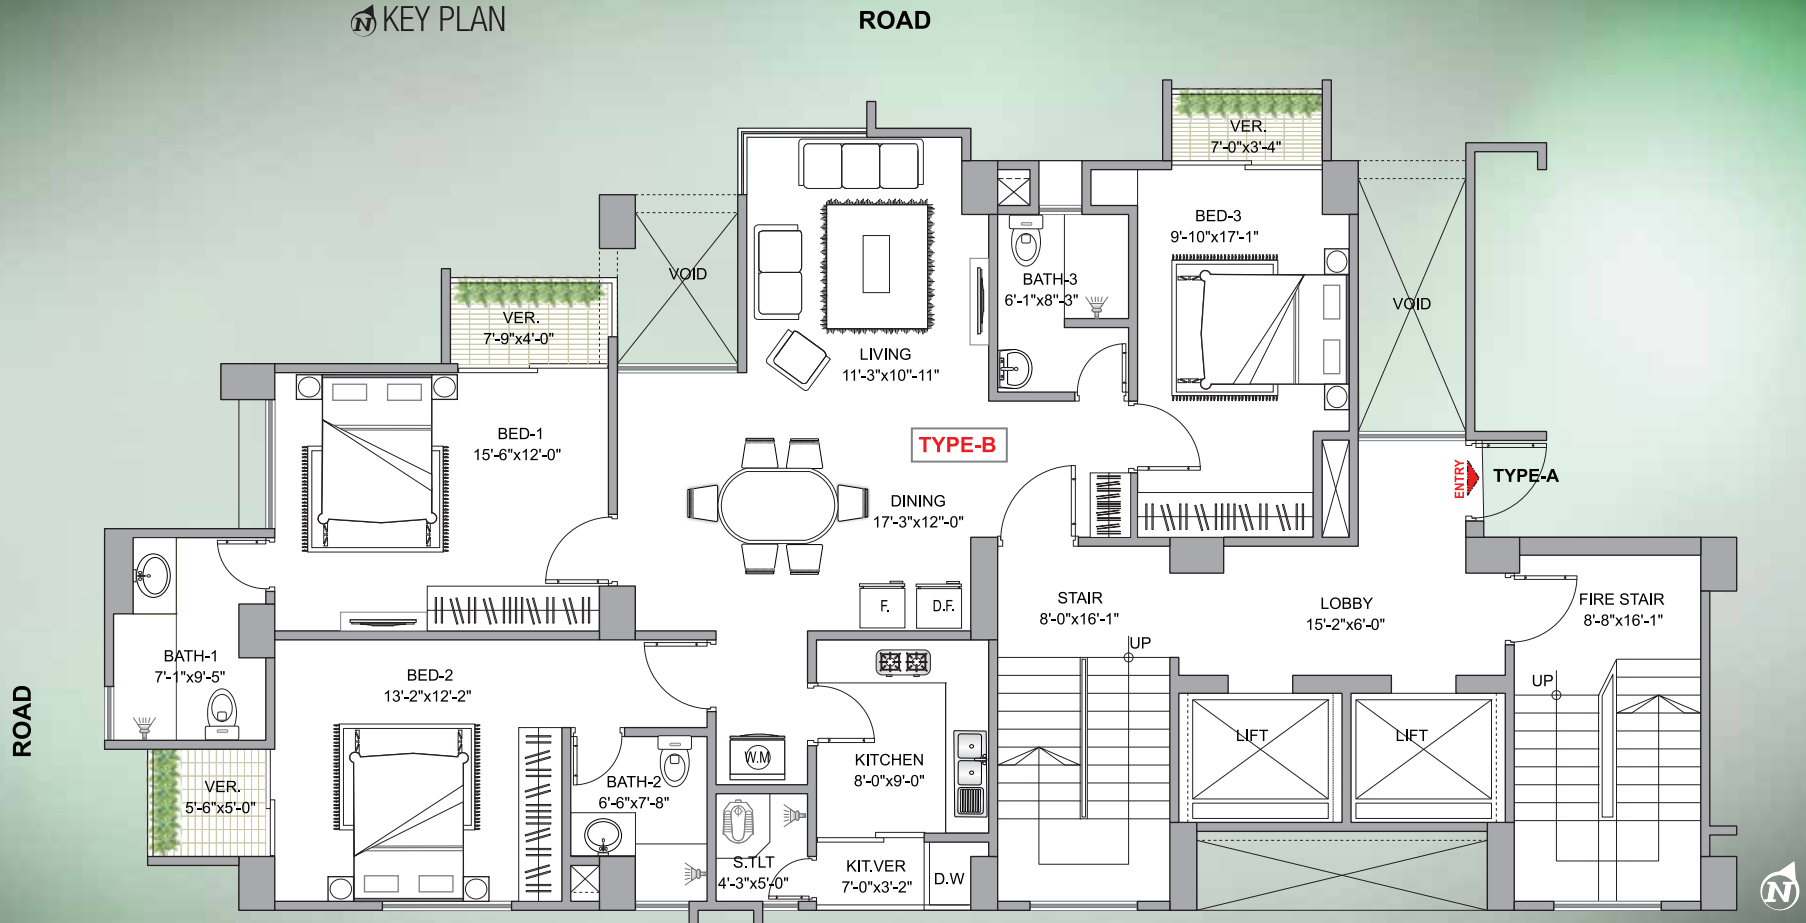 N KEY PLAN
ROAD
VER.
7'-0"x3'-4"
BED-3
9'-10"x17'-1"
VOID
BATH-3
6'-1"x8"-3"
VOID
VER.
7'-9"x4'-0"
LIVING
11'-3"x10"-11"
BED-1
15'-6"x12'-0"
TYPE-B
ENTRY
TYPE-A
DINING
17'-3"x12"-0"
F.
D.F.
STAIR
8'-0"x16'-1"
LOBBY
15'-2"x6'-0"
FIRE STAIR
8'-8"x16'-1"
UP
UP
BATH-1
7'-1"x9'-5"
BED-2
13'-2"x12'-2"
ROAD
LIFT
LIFT
W.M
KITCHEN
8'-0"x9'-0"
VER.
5'-6"x5'-0"
BATH-2
6'-6"x7'-8"
S.TLT
4'-3"x5'-0"
KIT.VER
7'-0"x3'-2"
D.W
N